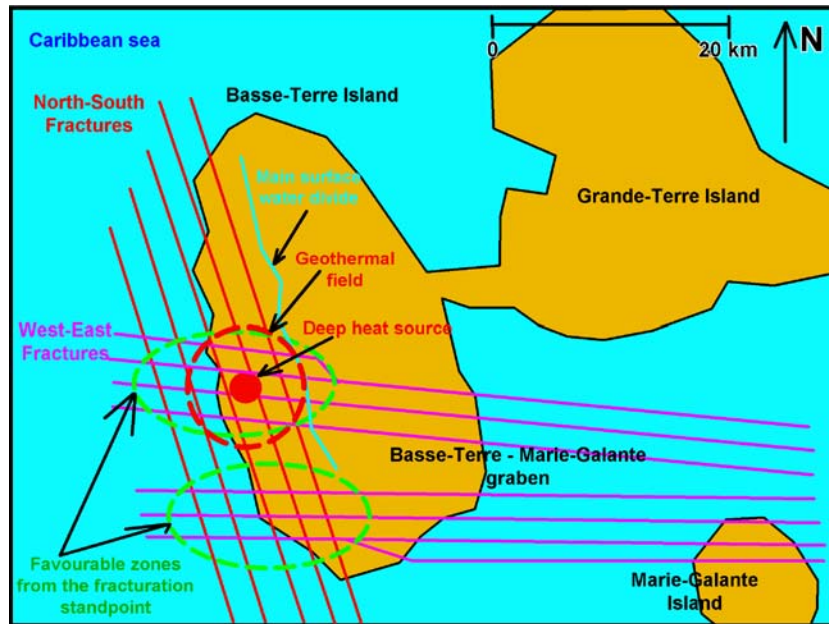 Caribbean sea
0
20 km
N
North-South
Fractures
Basse-Terre Island
Main surface
water divide
Grande-Terre Island
Geothermal
field
West-East
Fractures
Deep heat source
Basse-Terre - Marie-Galante
graben
Favourable zones
from the fracturation
standpoint
Marie-Galante
Island